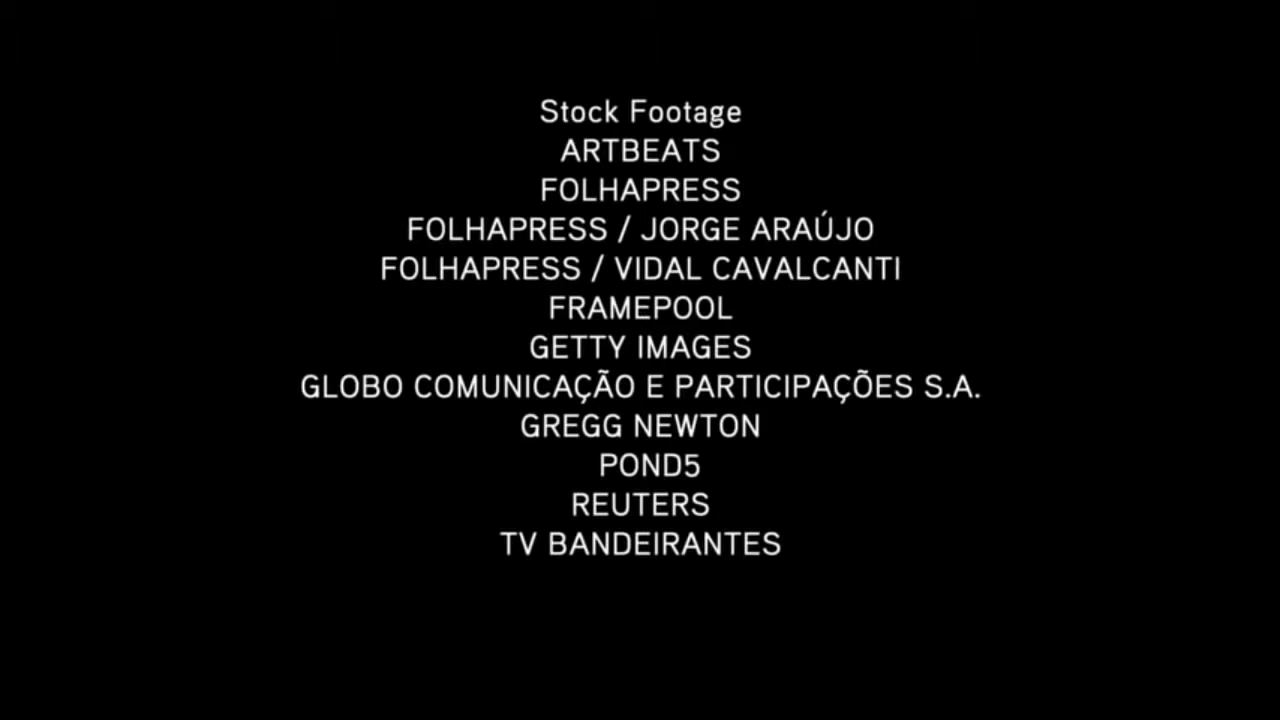 Stock Footage
ARTBEATS
FOLHAPRESS
FOLHAPRESS / JORGE ARAÚJO
FOLHAPRESS / VIDAL CAVALCANTI
FRAMEPOOL
GETTY IMAGES
GLOBO COMUNICAÇÃO E PARTICIPAÇÕES S.A.
GREGG NEWTON
POND5
REUTERS
TV BANDEIRANTES